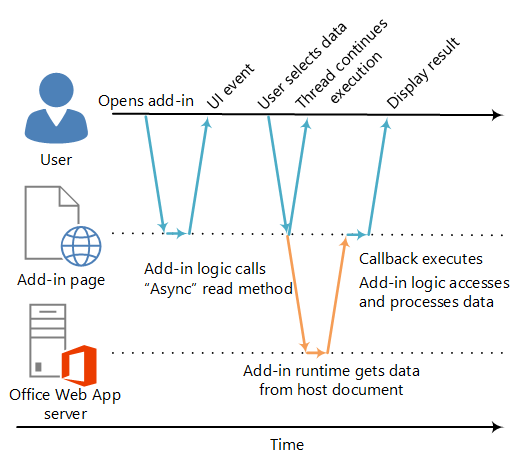 Opens add-in
UI event
User selects data
Thread continues
execution
Display result
User
Add-in page
Add-in logic calls
“Async” read method
Callback executes
Add-in logic accesses
and processes data
Office Web App
server
Add-in runtime gets data
from host document
Time